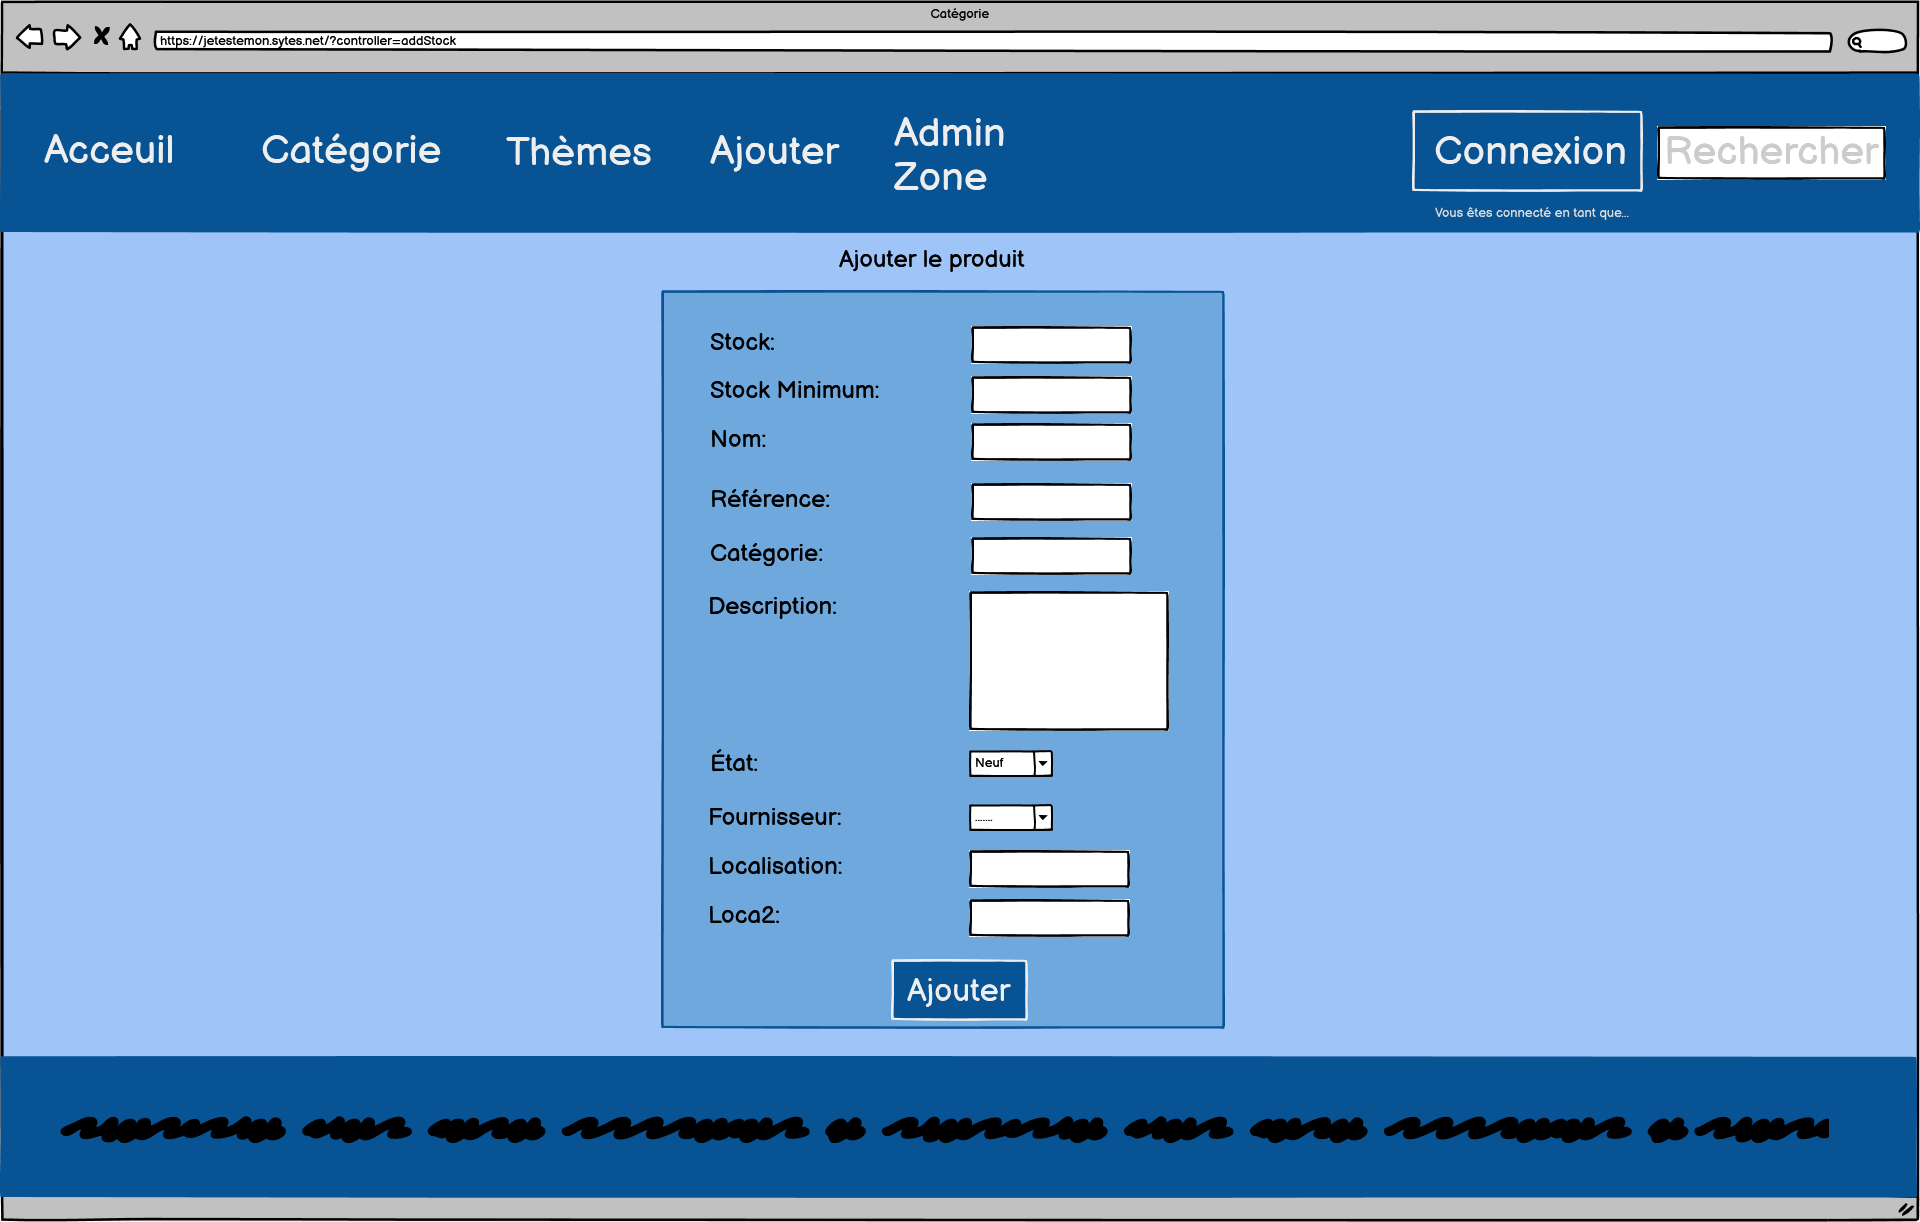 Catégorie
https://jetestemon.sytes.net/?controller=addStock
Acceuil
Catégorie
Thèmes
Ajouter
Admin
Zone
Connexion
Rechercher
Vous êtes connecté en tant que...
Ajouter le produit
Stock:
Stock Minimum:
Nom:
Référence:
Catégorie:
Description:
État:
Neuf
Fournisseur:
.......
Localisation:
Loca2:
Ajouter